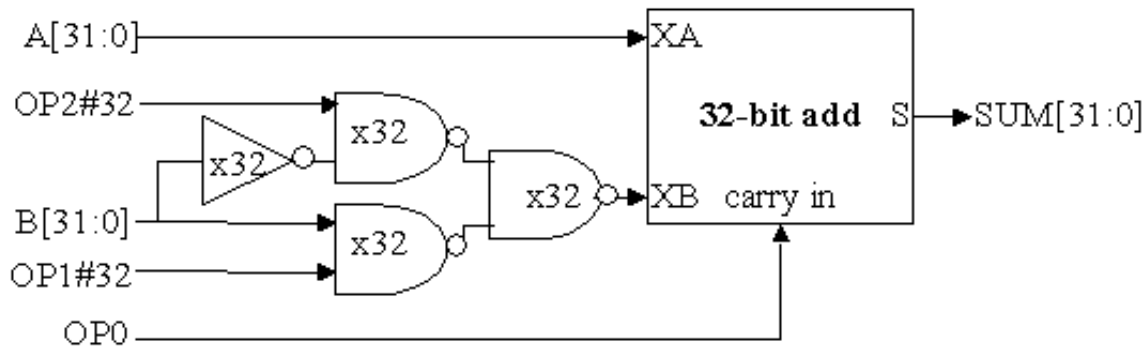 A[31:0]
XA
OP2#32
x32
32-bit add
S
SUM[31:0]
x32
x32
B[31:0]
XB
carry in
x32
OP1#32
OP0